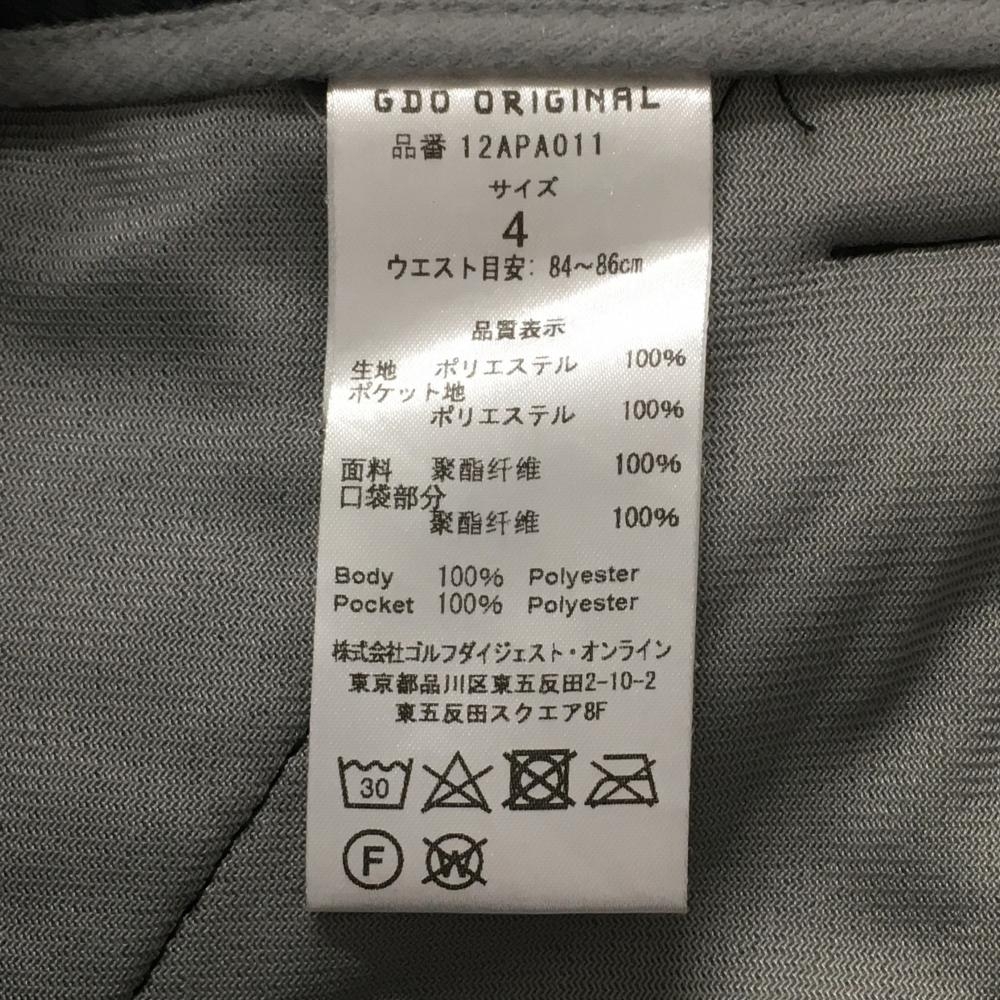 GDO ORIGINAL
品番 12APA011
サイズ
4
ウエスト目安: 84～86cm
品質表示
生地 ポリエステル 100%
ポケット地
ポリエステル 100%
面料 聚酯纤维 100%
口袋部分
聚酯纤维 100%
Body 100% Polyester
Pocket 100% Polyester
株式会社ゴルフダイジェスト・オンライン
東京都品川区東五反田2-10-2
東五反田スクエア8F
30
F W